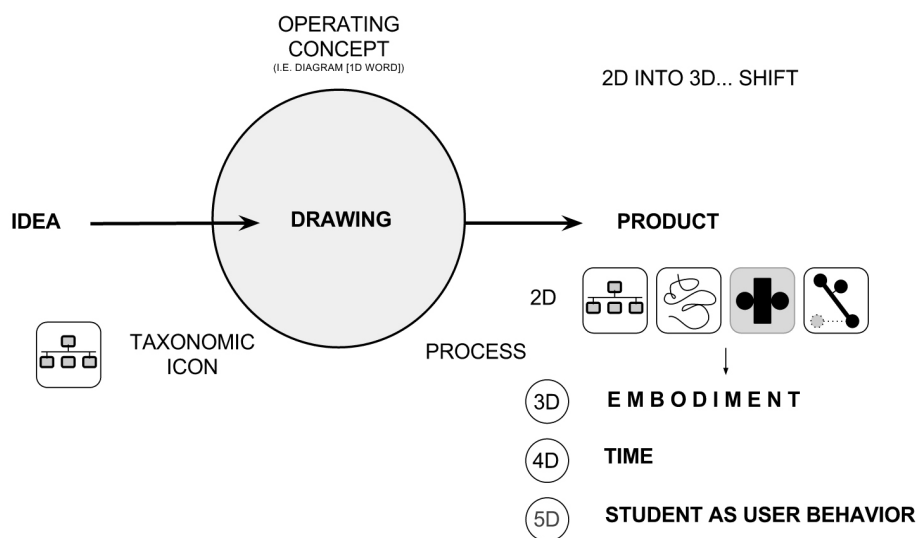 OPERATING
CONCEPT
(I.E. DIAGRAM [1D WORD])
2D INTO 3D... SHIFT
IDEA
DRAWING
PRODUCT
2D
TAXONOMIC
ICON
PROCESS
3D
E M B O D I M E N T
4D
TIME
5D
STUDENT AS USER BEHAVIOR